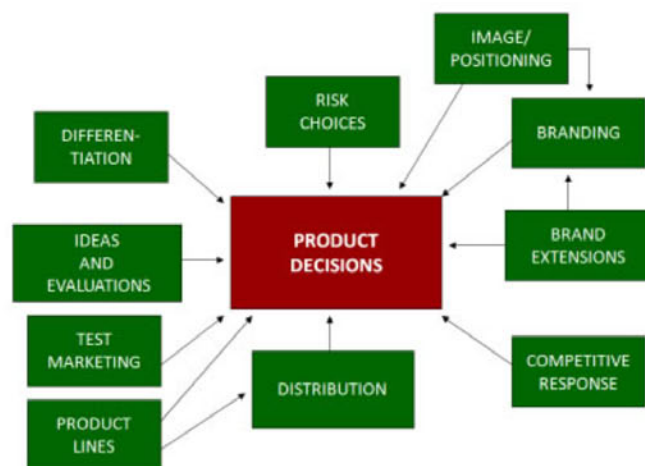 IMAGE/
POSITIONING
RISK
CHOICES
DIFFEREN-
TIATION
BRANDING
PRODUCT
DECISIONS
IDEAS
AND
EVALUATIONS
BRAND
EXTENSIONS
TEST
MARKETING
DISTRIBUTION
COMPETITIVE
RESPONSE
PRODUCT
LINES